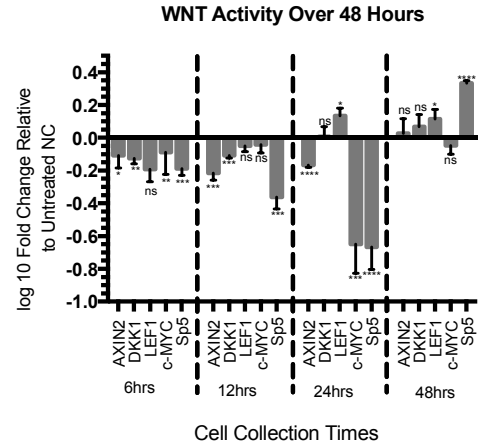 WNT Activity Over 48 Hours
log 10 Fold Change Relative
to Untreated NC
0.4
0.2
0.0
-0.2
-0.4
-0.6
-0.8
-1.0
* ** ns ** ***
*** *** ns ns ***
**** ns * *** ****
ns ns * ns ****
AXIN2 DKK1 LEF1 c-MYC Sp5
AXIN2 DKK1 LEF1 c-MYC Sp5
AXIN2 DKK1 LEF1 c-MYC Sp5
AXIN2 DKK1 LEF1 c-MYC Sp5
6hrs 12hrs 24hrs 48hrs
Cell Collection Times